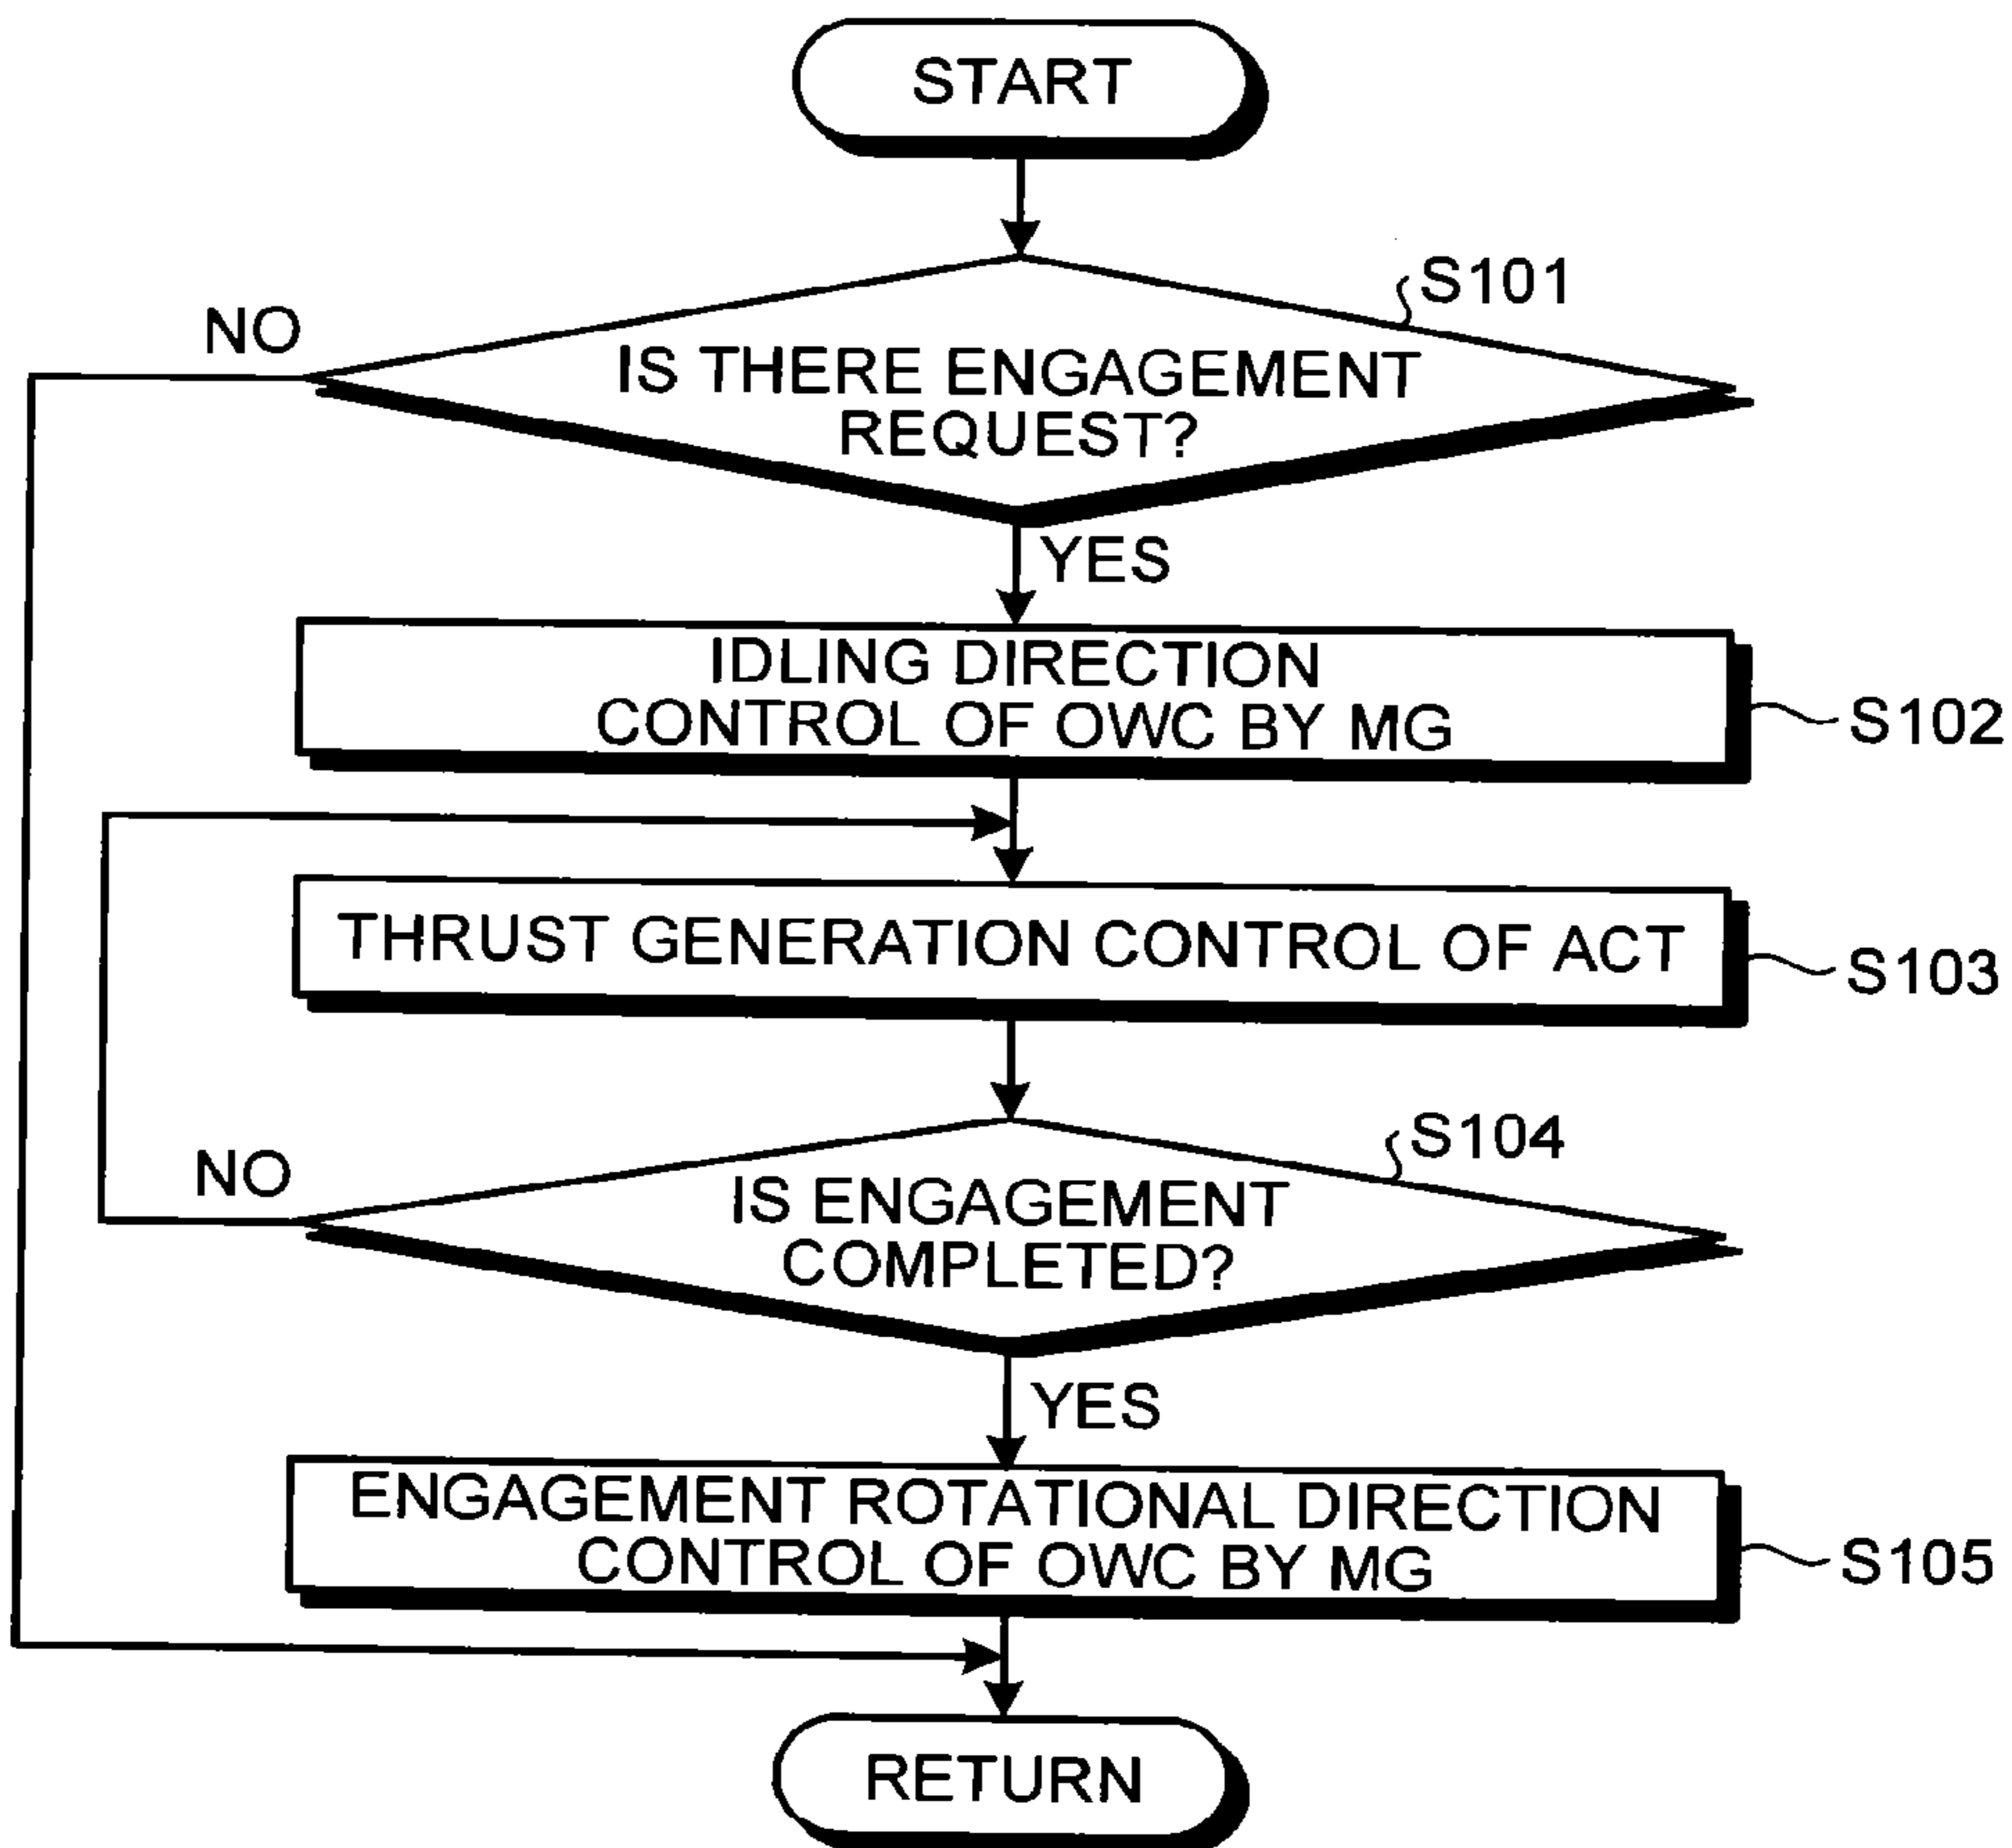 START
S101
NO
IS THERE ENGAGEMENT
REQUEST?
YES
IDLING DIRECTION
CONTROL OF OWC BY MG
S102
THRUST GENERATION CONTROL OF ACT
S103
S104
NO
IS ENGAGEMENT
COMPLETED?
YES
ENGAGEMENT ROTATIONAL DIRECTION
CONTROL OF OWC BY MG
S105
RETURN